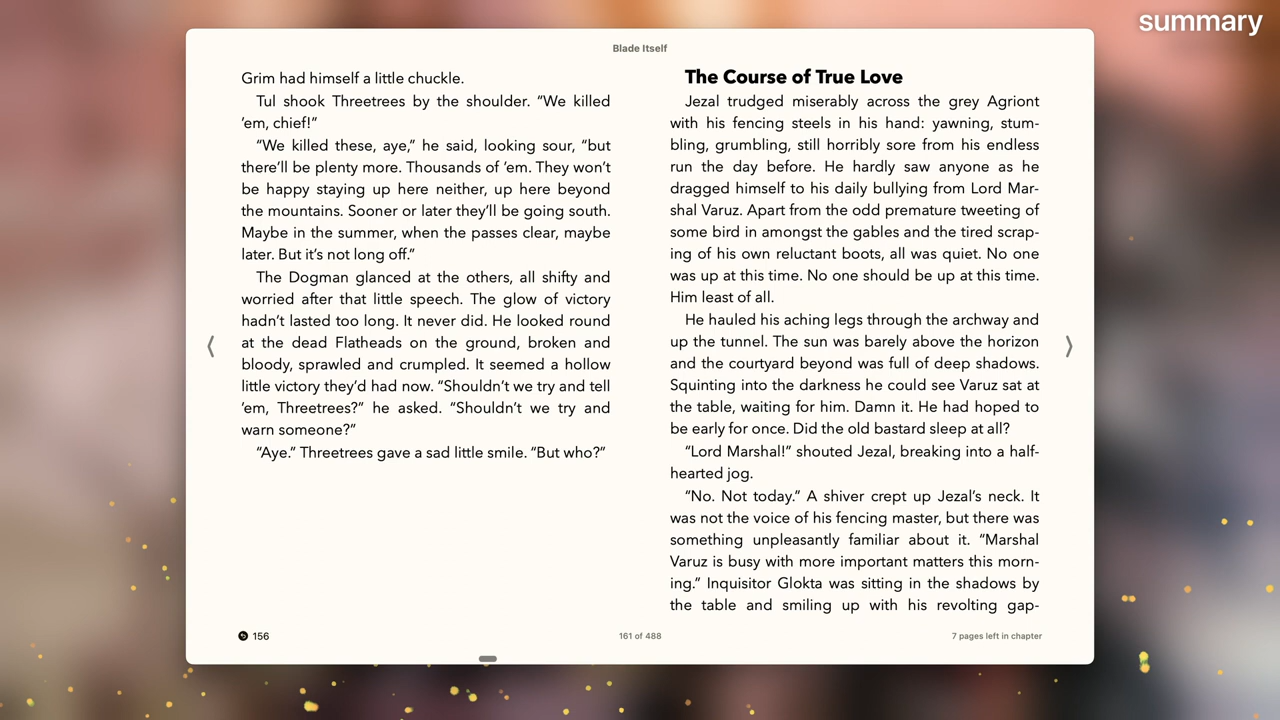 summary
Blade Itself
Grim had himself a little chuckle.
Tul shook Threetrees by the shoulder. “We killed
’em, chief!”
“We killed these, aye,” he said, looking sour, “but
there’ll be plenty more. Thousands of ’em. They won’t
be happy staying up here neither, up here beyond
the mountains. Sooner or later they’ll be going south.
Maybe in the summer, when the passes clear, maybe
later. But it’s not long off.”
The Dogman glanced at the others, all shifty and
worried after that little speech. The glow of victory
hadn’t lasted too long. It never did. He looked round
at the dead Flatheads on the ground, broken and
bloody, sprawled and crumpled. It seemed a hollow
little victory they’d had now. “Shouldn’t we try and tell
’em, Threetrees?” he asked. “Shouldn’t we try and
warn someone?”
“Aye.” Threetrees gave a sad little smile. “But who?”
The Course of True Love
Jezal trudged miserably across the grey Agriont
with his fencing steels in his hand: yawning, stum-
bling, grumbling, still horribly sore from his endless
run the day before. He hardly saw anyone as he
dragged himself to his daily bullying from Lord Mar-
shal Varuz. Apart from the odd premature tweeting of
some bird in amongst the gables and the tired scrap-
ing of his own reluctant boots, all was quiet. No one
was up at this time. No one should be up at this time.
Him least of all.
He hauled his aching legs through the archway and
up the tunnel. The sun was barely above the horizon
and the courtyard beyond was full of deep shadows.
Squinting into the darkness he could see Varuz sat at
the table, waiting for him. Damn it. He had hoped to
be early for once. Did the old bastard sleep at all?
“Lord Marshal!” shouted Jezal, breaking into a half-
hearted jog.
“No. Not today.” A shiver crept up Jezal’s neck. It
was not the voice of his fencing master, but there was
something unpleasantly familiar about it. “Marshal
Varuz is busy with more important matters this morn-
ing.” Inquisitor Glokta was sitting in the shadows by
the table and smiling up with his revolting gap-
156
161 of 488
7 pages left in chapter